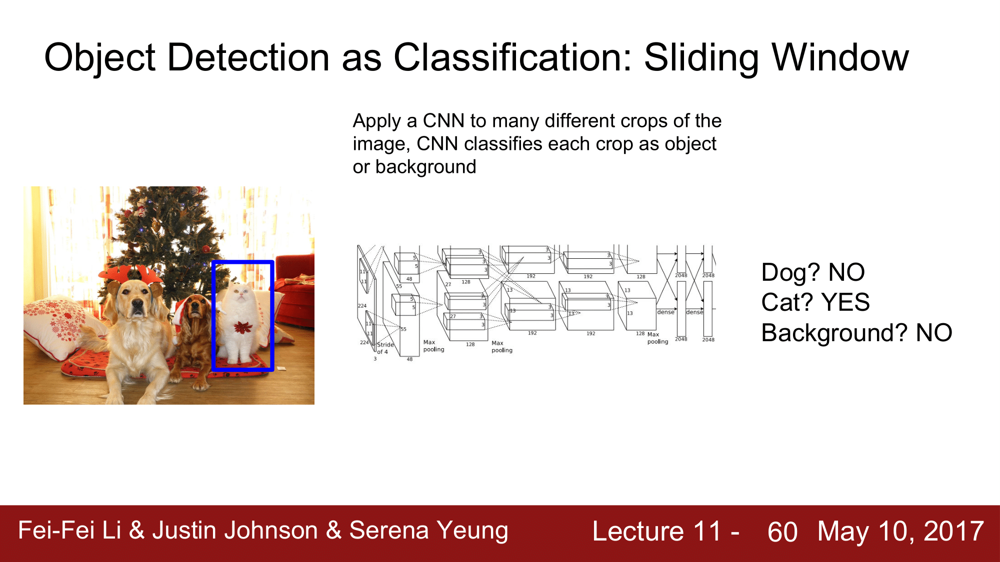 Object Detection as Classification: Sliding Window
Apply a CNN to many different crops of the
image, CNN classifies each crop as object
or background
11
11
224
11
11
224
3
Stride
of 4
5
5
48
55
5
5
55
48
Max
pooling
3
3
3
128
27
3
3
27
3
3
128
Max
pooling
3
3
192
13
13
3
3
192
3
3
192
13
3
3
13
192
128
13
13
128
Max
pooling
dense
dense
2048
2048
2048
2048
Dog? NO
Cat? YES
Background? NO
Fei-Fei Li & Justin Johnson & Serena Yeung
Lecture 11 - 60 May 10, 2017